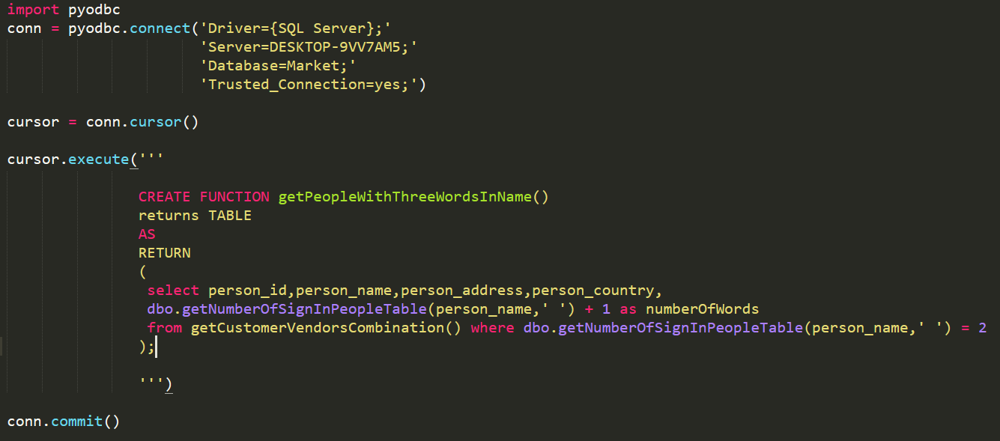 import pyodbc
conn = pyodbc.connect('Driver={SQL Server};'
'Server=DESKTOP-9VV7AM5;'
'Database=Market;'
'Trusted_Connection=yes;')
cursor = conn.cursor()
cursor.execute('''
CREATE FUNCTION getPeopleWithThreeWordsInName()
returns TABLE
AS
RETURN
(
select person_id,person_name,person_address,person_country,
dbo.getNumberOfSignInPeopleTable(person_name,' ') + 1 as numberOfWords
from getCustomerVendorsCombination() where dbo.getNumberOfSignInPeopleTable(person_name,' ') = 2
);
''')
conn.commit()